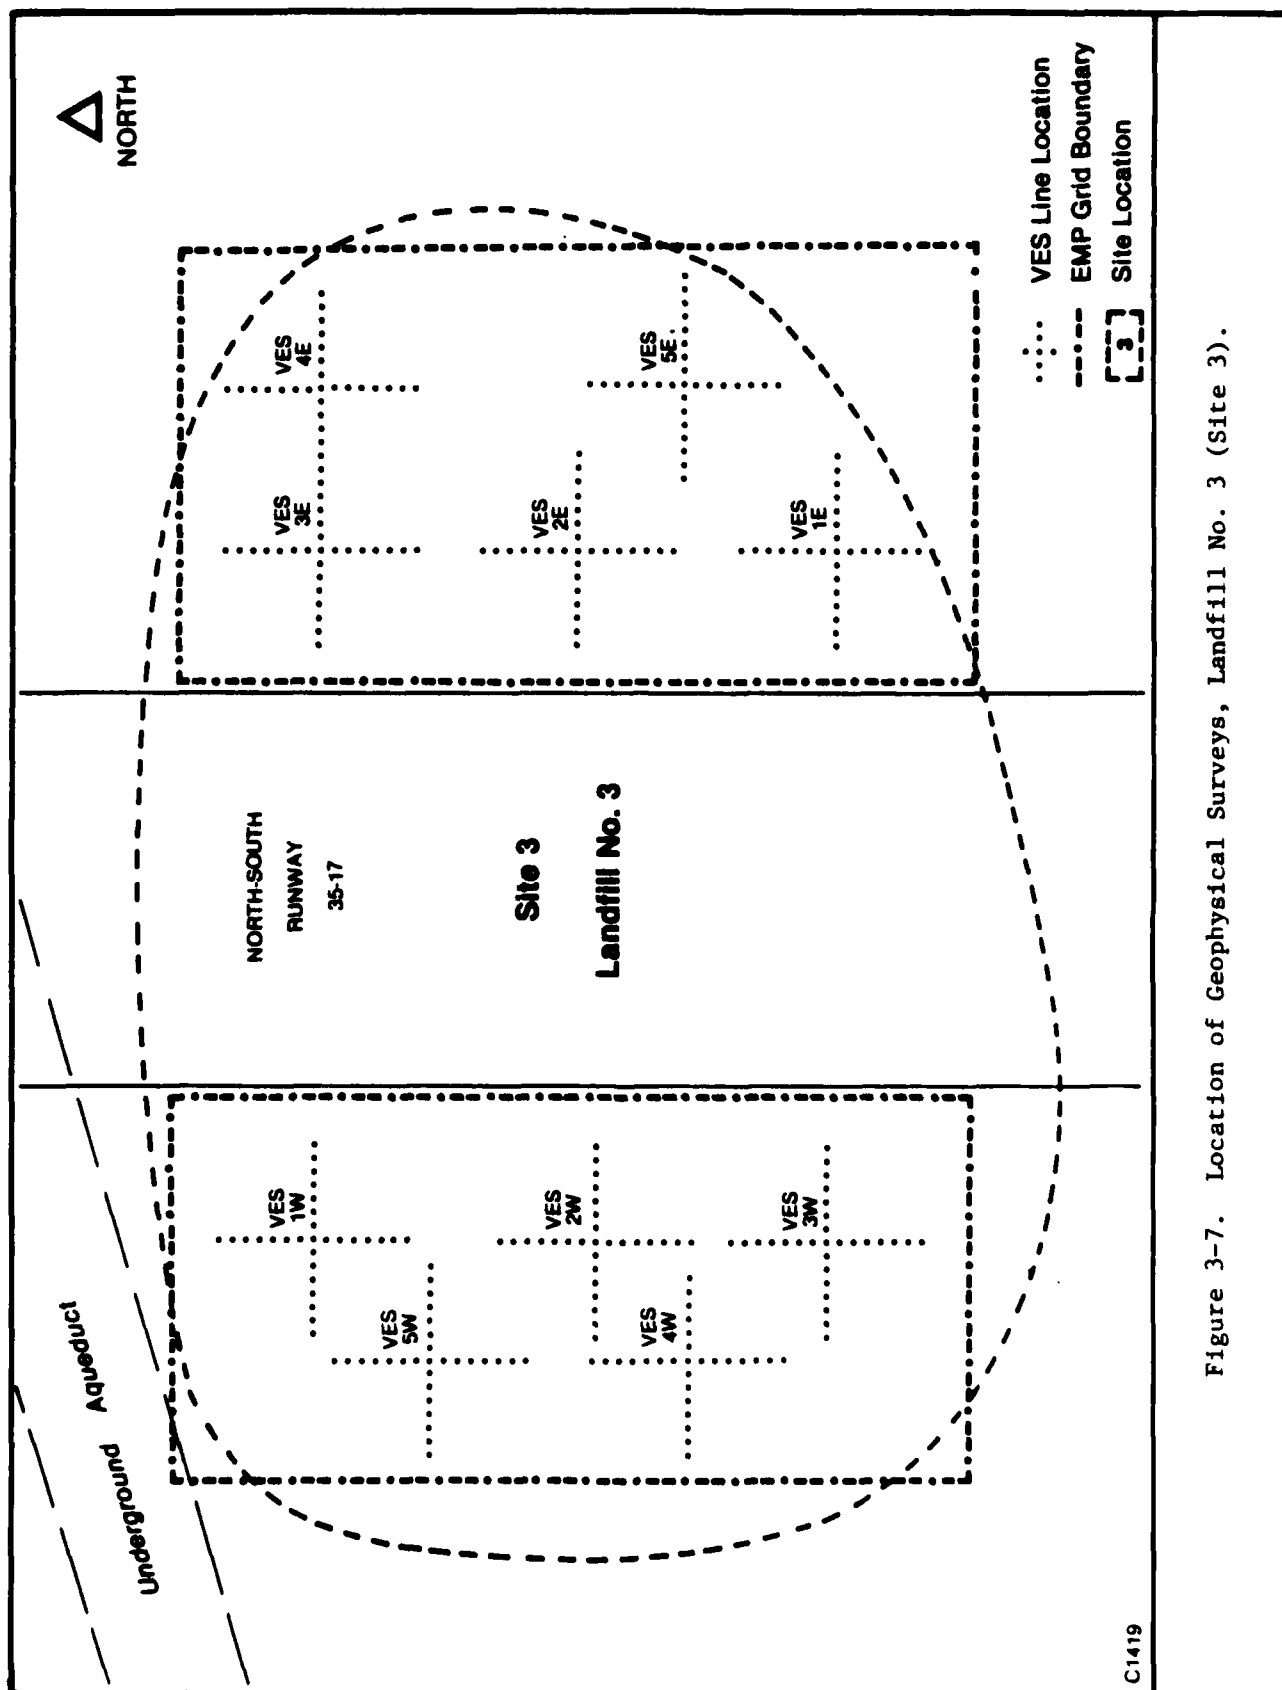 NORTH
Underground Aqueduct
NORTH-SOUTH
RUNWAY
35-17
Site 3
Landfill No. 3
VES
1W
VES
5W
VES
2W
VES
4W
VES
3W
VES
3E
VES
4E
VES
2E
VES
5E
VES
1E
VES Line Location
EMP Grid Boundary
3
Site Location
C1419
Figure 3-7. Location of Geophysical Surveys, Landfill No. 3 (Site 3).